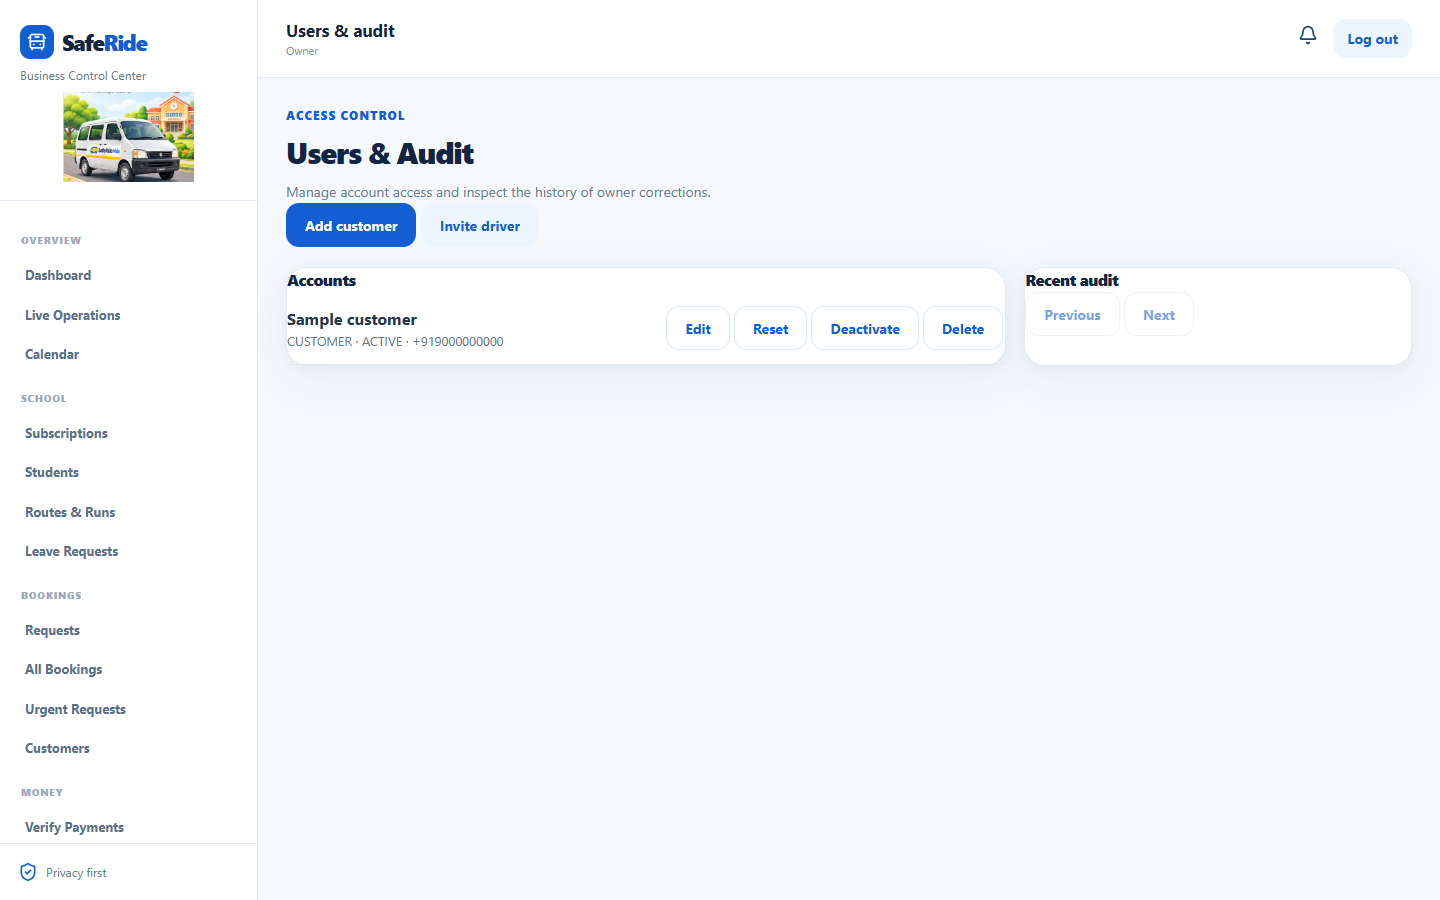 SafeRide
Business Control Center
SafeRide
OVERVIEW
Dashboard
Live Operations
Calendar
SCHOOL
Subscriptions
Students
Routes & Runs
Leave Requests
BOOKINGS
Requests
All Bookings
Urgent Requests
Customers
MONEY
Verify Payments
Privacy first
Users & audit
Owner
Log out
ACCESS CONTROL
Users & Audit
Manage account access and inspect the history of owner corrections.
Add customer
Invite driver
Accounts
Sample customer
CUSTOMER · ACTIVE · +919000000000
Edit
Reset
Deactivate
Delete
Recent audit
Previous
Next